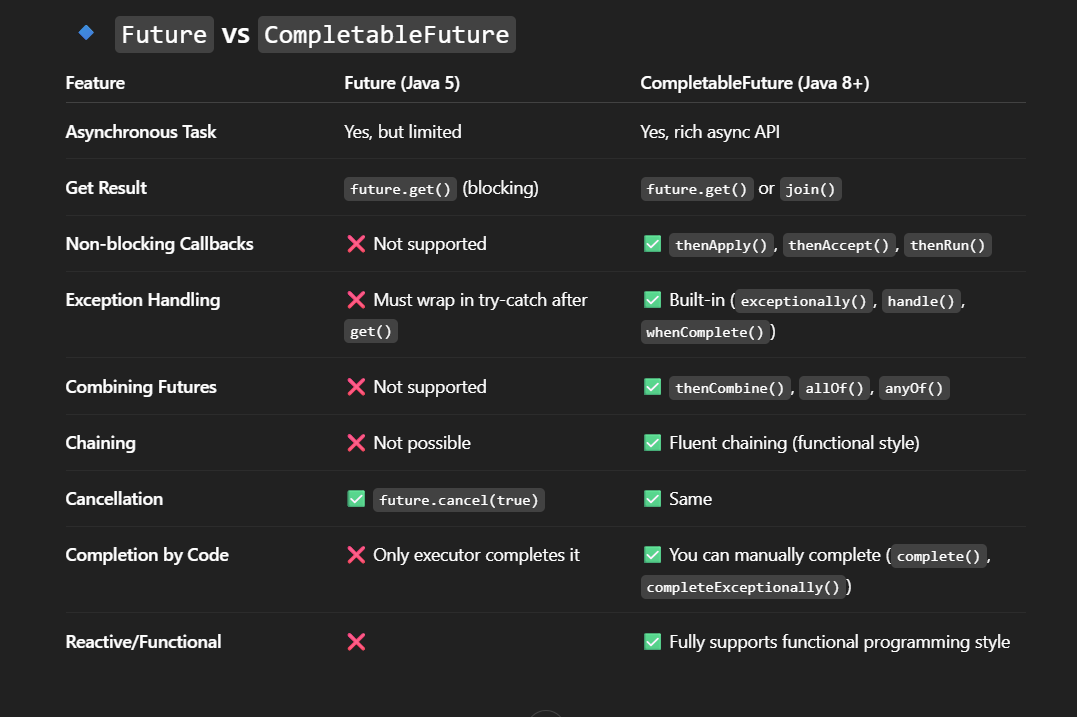 Future vs CompletableFuture
Feature Future (Java 5) CompletableFuture (Java 8+)
Asynchronous Task Yes, but limited Yes, rich async API
Get Result future.get() (blocking) future.get() or join()
Non-blocking Callbacks ❌ Not supported ✅ thenApply(), thenAccept(), thenRun()
Exception Handling ❌ Must wrap in try-catch after ✅ Built-in (exceptionally(), handle(),
get() whenComplete())
Combining Futures ❌ Not supported ✅ thenCombine(), allOf(), anyOf()
Chaining ❌ Not possible ✅ Fluent chaining (functional style)
Cancellation ✅ future.cancel(true) ✅ Same
Completion by Code ❌ Only executor completes it ✅ You can manually complete (complete(),
completeExceptionally())
Reactive/Functional ❌ ✅ Fully supports functional programming style